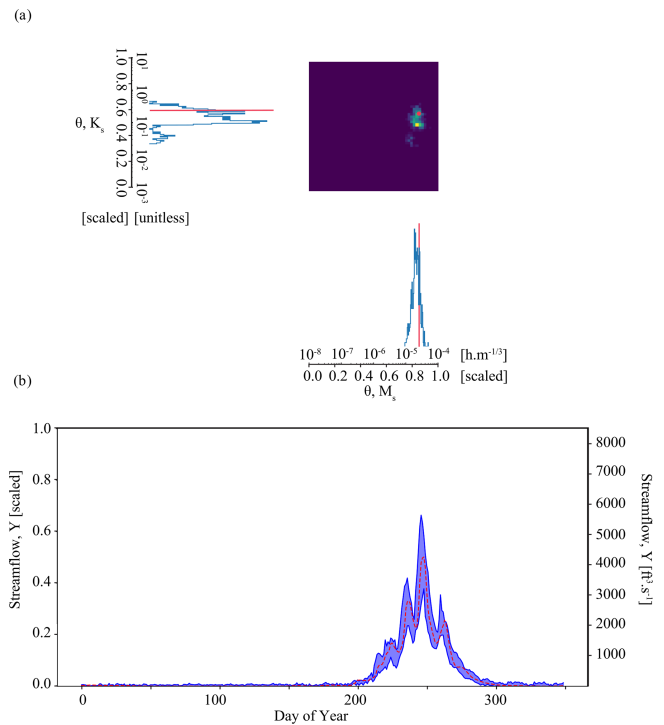 (a)
θ, Kₛ
0.0 0.2 0.4 0.6 0.8 1.0
10⁻³ 10⁻² 10⁻¹ 10⁰ 10¹
[scaled] [unitless]
10⁻⁸ 10⁻⁷ 10⁻⁶ 10⁻⁵ 10⁻⁴ [h.m⁻¹ᐟ³]
0.0 0.2 0.4 0.6 0.8 1.0 [scaled]
θ, Mₛ
(b)
Streamflow, Y [scaled]
1.0
0.8
0.6
0.4
0.2
0.0
8000
7000
6000
5000
4000
3000
2000
1000
Streamflow, Y [ft³.s⁻¹]
0 50 100 150 200 250 300
Day of Year